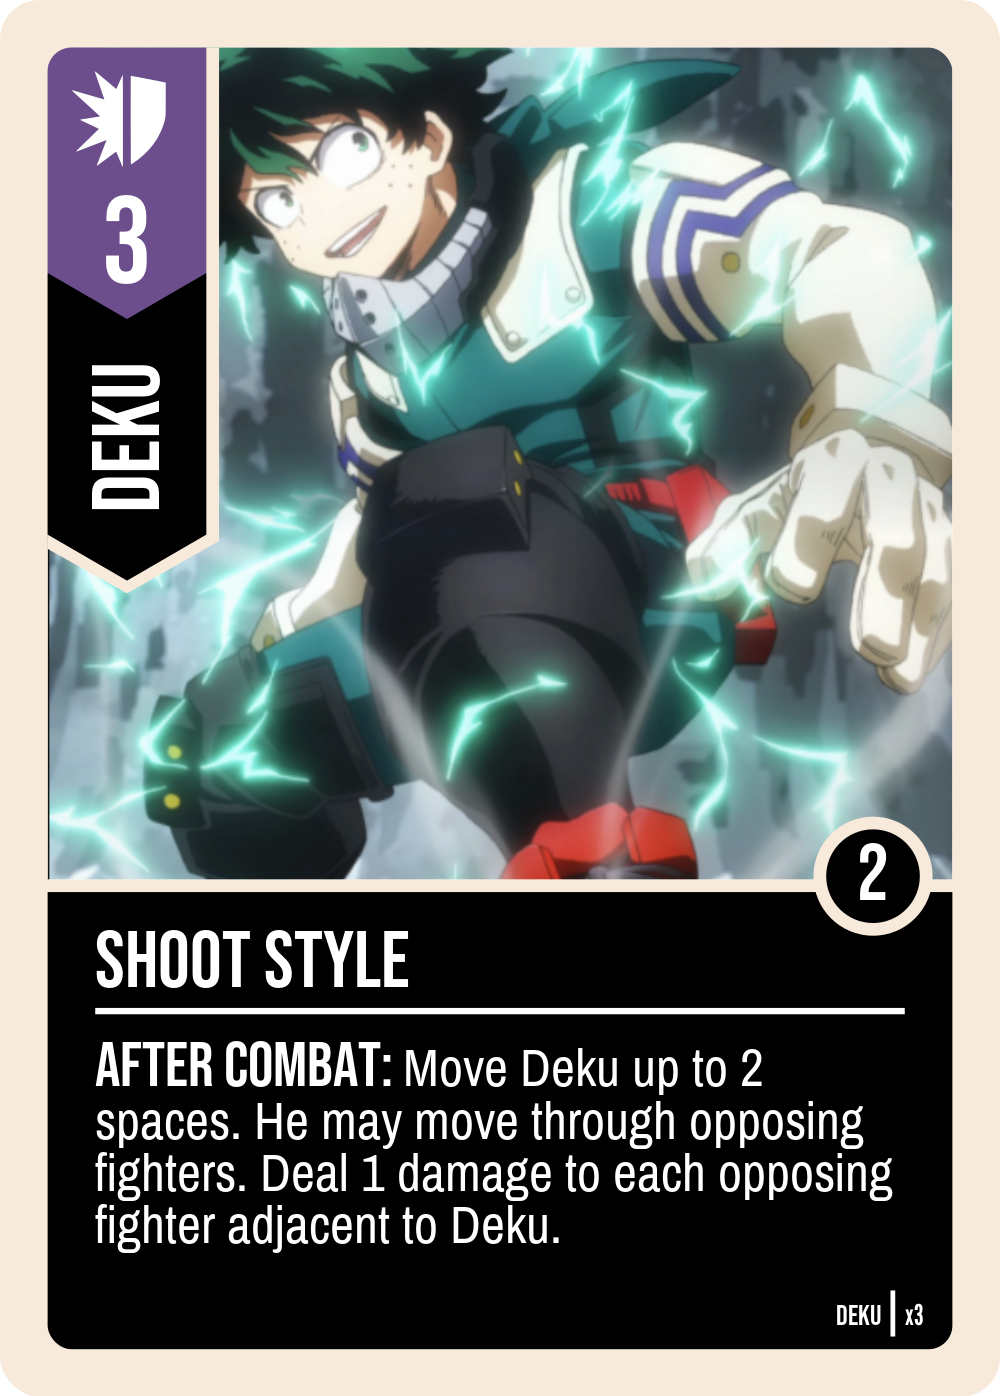 3
DEKU
2
SHOOT STYLE
AFTER COMBAT: Move Deku up to 2
spaces. He may move through opposing
fighters. Deal 1 damage to each opposing
fighter adjacent to Deku.
DEKU | x3